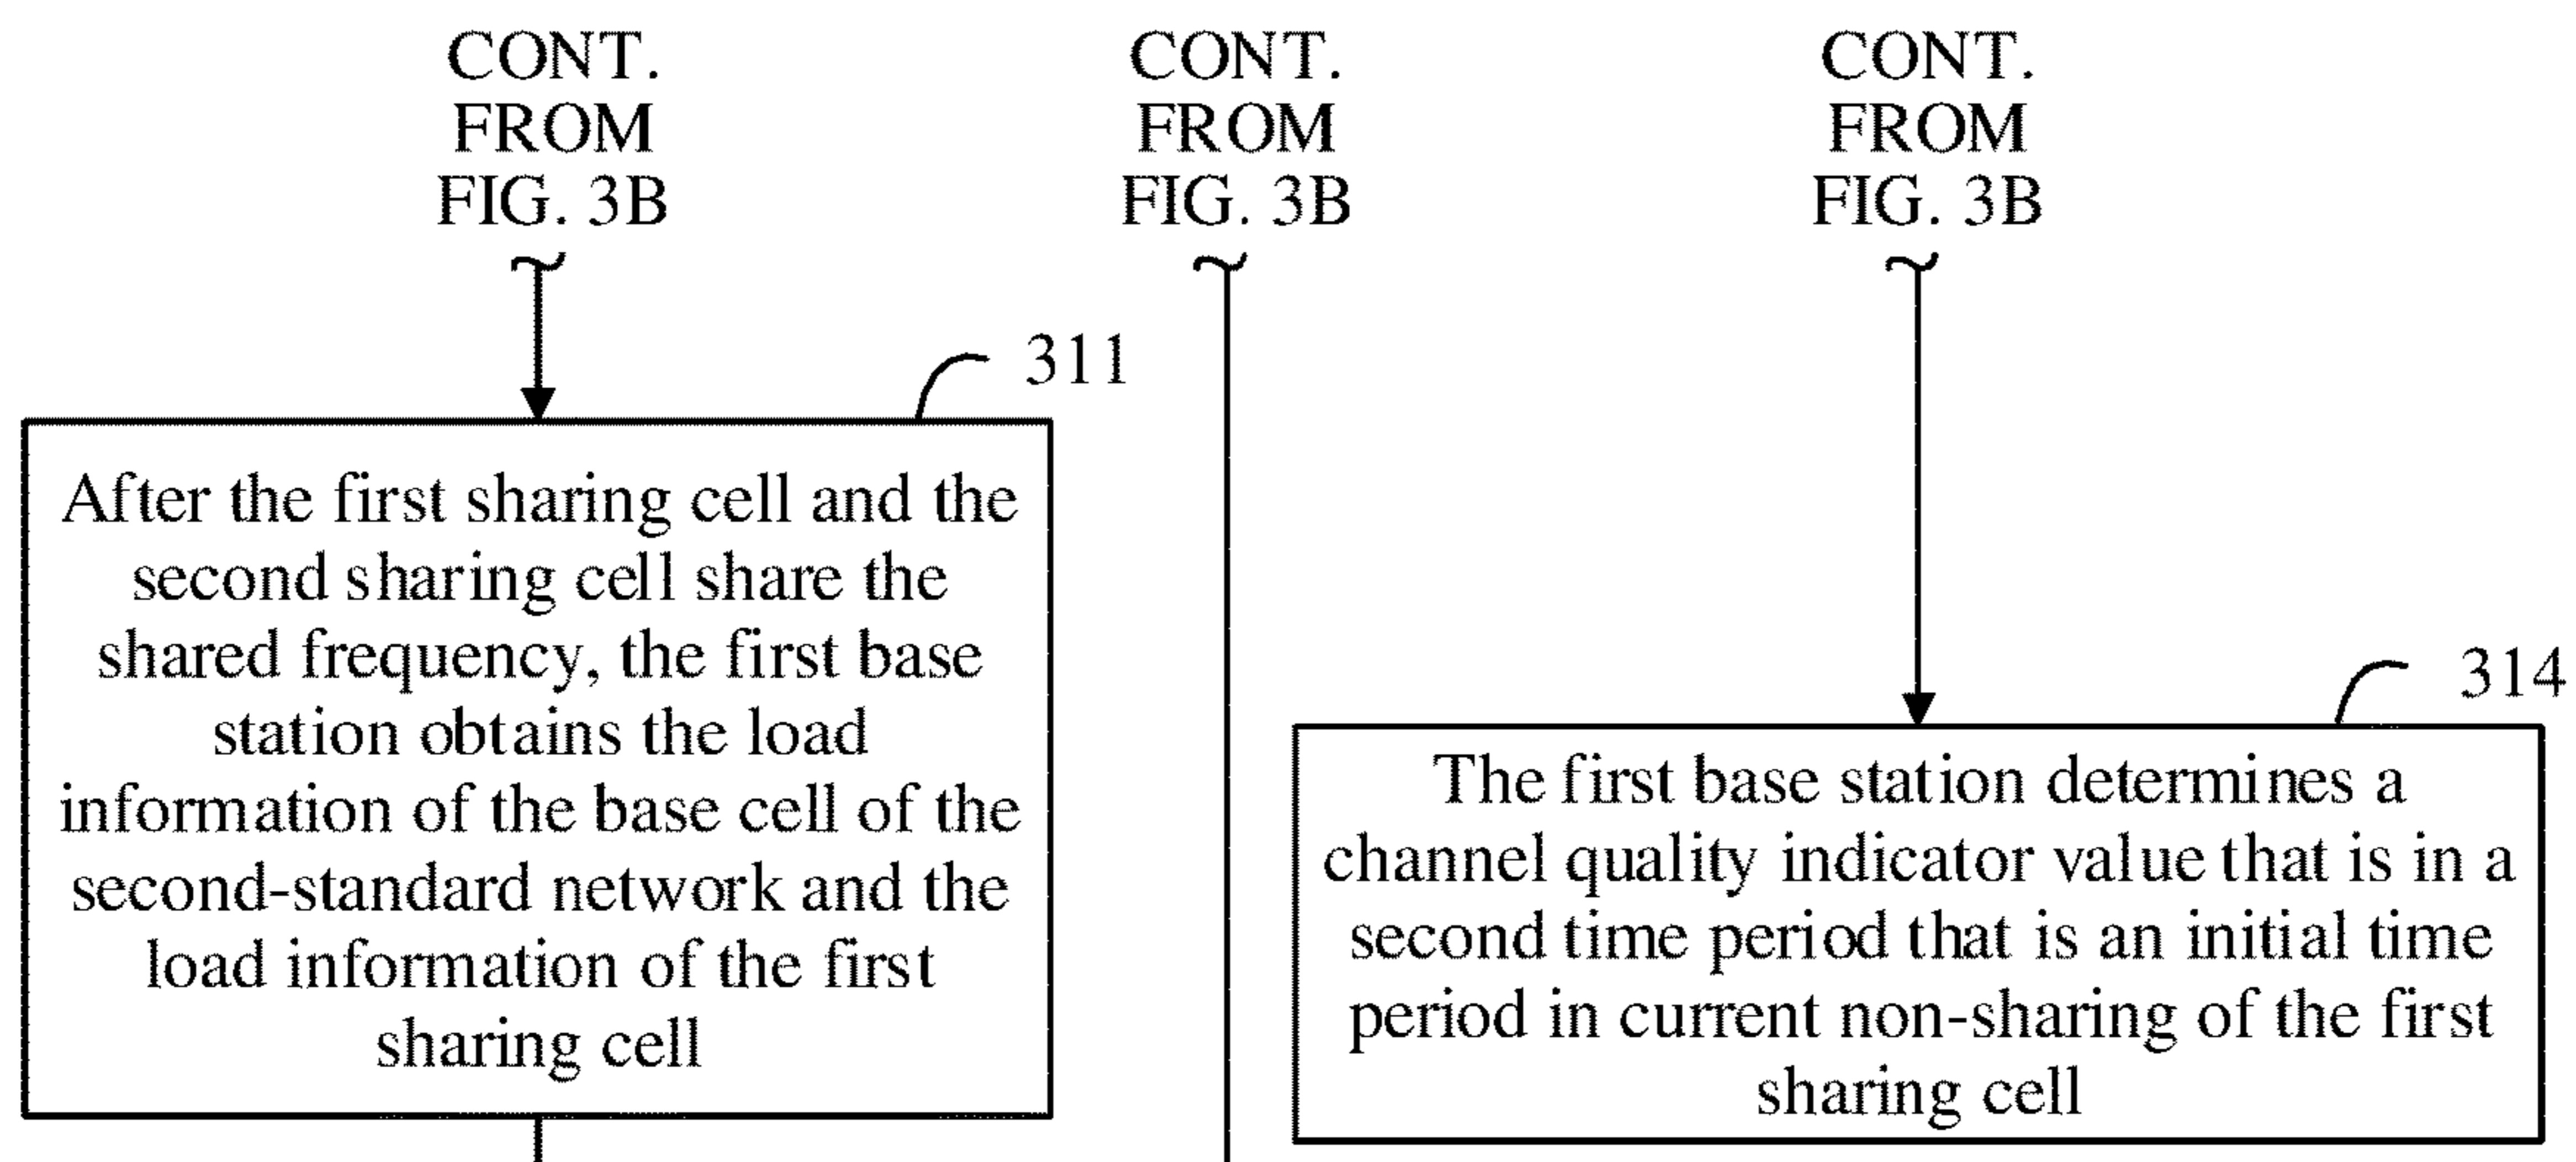 CONT.
FROM
FIG. 3B
CONT.
FROM
FIG. 3B
CONT.
FROM
FIG. 3B
311
After the first sharing cell and the
second sharing cell share the
shared frequency, the first base
station obtains the load
information of the base cell of the
second-standard network and the
load information of the first
sharing cell
314
The first base station determines a
channel quality indicator value that is in a
second time period that is an initial time
period in current non-sharing of the first
sharing cell